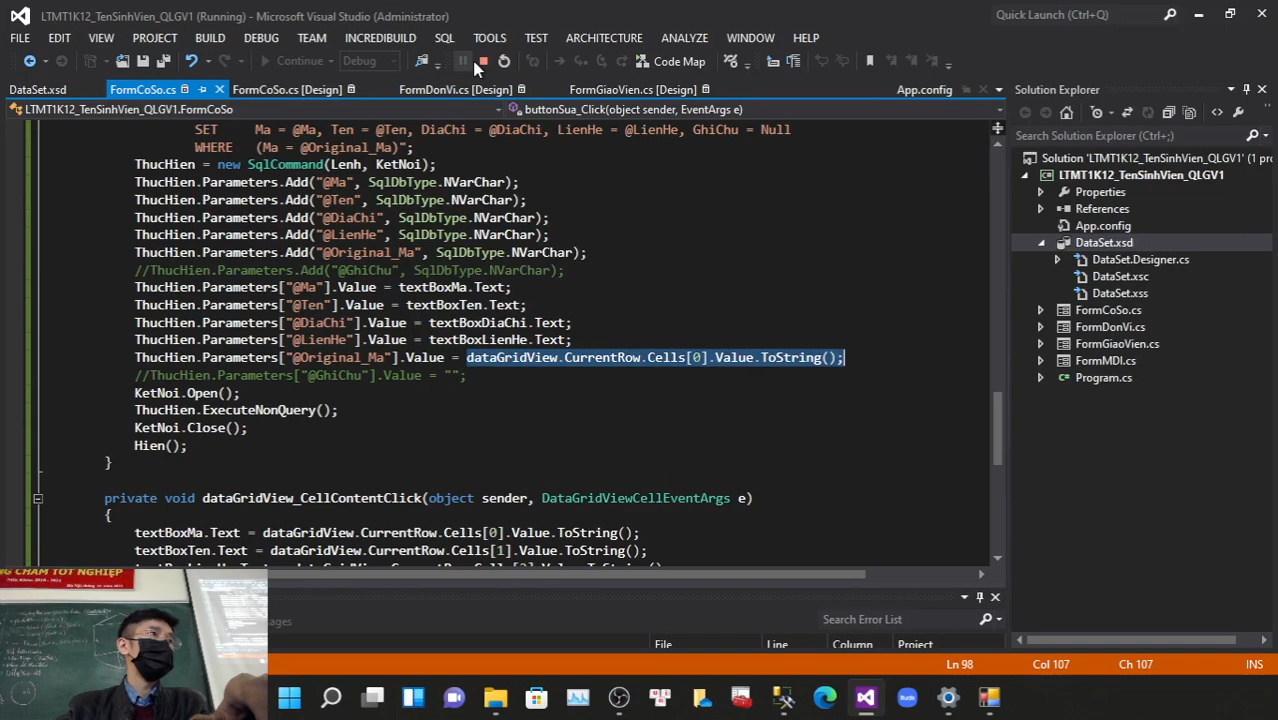 LTMT1K12_TenSinhVien_QLGV1 (Running) - Microsoft Visual Studio (Administrator)
Quick Launch (Ctrl+Q)
FILE EDIT VIEW PROJECT BUILD DEBUG TEAM INCREDIBUILD SQL TOOLS TEST ARCHITECTURE ANALYZE WINDOW HELP
Continue Debug Code Map
DataSet.xsd FormCoSo.cs FormCoSo.cs [Design] FormDonVi.cs [Design] FormGiaoVien.cs [Design] App.config
LTMT1K12_TenSinhVien_QLGV1.FormCoSo buttonSua_Click(object sender, EventArgs e)
SET Ma = @Ma, Ten = @Ten, DiaChi = @DiaChi, LienHe = @LienHe, GhiChu = Null
WHERE (Ma = @Original_Ma)";
ThucHien = new SqlCommand(Lenh, KetNoi);
ThucHien.Parameters.Add("@Ma", SqlDbType.NVarChar);
ThucHien.Parameters.Add("@Ten", SqlDbType.NVarChar);
ThucHien.Parameters.Add("@DiaChi", SqlDbType.NVarChar);
ThucHien.Parameters.Add("@LienHe", SqlDbType.NVarChar);
ThucHien.Parameters.Add("@Original_Ma", SqlDbType.NVarChar);
//ThucHien.Parameters.Add("@GhiChu", SqlDbType.NVarChar);
ThucHien.Parameters["@Ma"].Value = textBoxMa.Text;
ThucHien.Parameters["@Ten"].Value = textBoxTen.Text;
ThucHien.Parameters["@DiaChi"].Value = textBoxDiaChi.Text;
ThucHien.Parameters["@LienHe"].Value = textBoxLienHe.Text;
ThucHien.Parameters["@Original_Ma"].Value = dataGridView.CurrentRow.Cells[0].Value.ToString();
//ThucHien.Parameters["@GhiChu"].Value = "";
KetNoi.Open();
ThucHien.ExecuteNonQuery();
KetNoi.Close();
Hien();
}
private void dataGridView_CellContentClick(object sender, DataGridViewCellEventArgs e)
{
textBoxMa.Text = dataGridView.CurrentRow.Cells[0].Value.ToString();
textBoxTen.Text = dataGridView.CurrentRow.Cells[1].Value.ToString();
Solution Explorer
Search Solution Explorer (Ctrl+;)
Solution 'LTMT1K12_TenSinhVien_QLGV1' (1 pro
LTMT1K12_TenSinhVien_QLGV1
Properties
References
App.config
DataSet.xsd
DataSet.Designer.cs
DataSet.xsc
DataSet.xss
FormCoSo.cs
FormDonVi.cs
FormGiaoVien.cs
FormMDI.cs
Program.cs
Search Error List
File Line Column Project
Ln 98 Col 107 Ch 107 INS